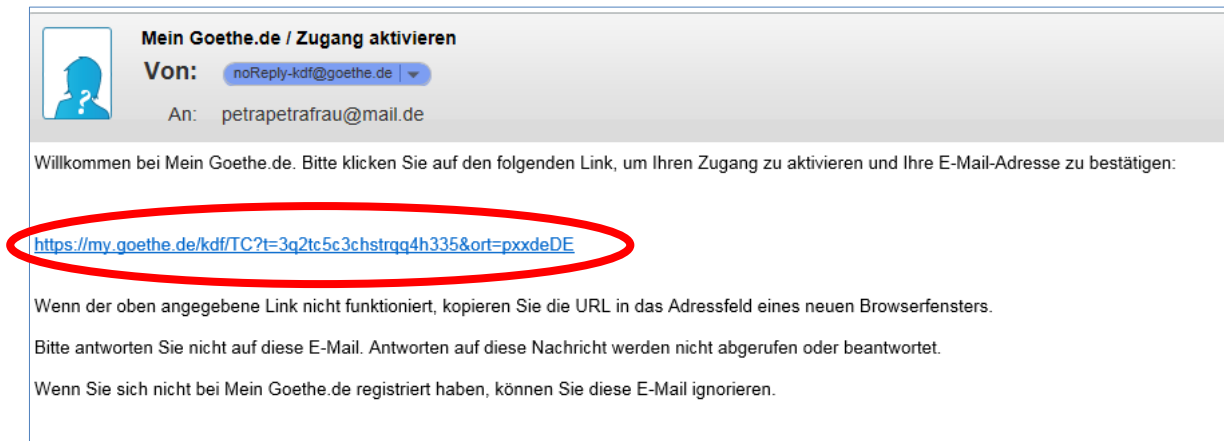 Mein Goethe.de / Zugang aktivieren
Von: noReply-kdf@goethe.de
An: petrapetrafrau@mail.de
Willkommen bei Mein Goethe.de. Bitte klicken Sie auf den folgenden Link, um Ihren Zugang zu aktivieren und Ihre E-Mail-Adresse zu bestätigen:
https://my.goethe.de/kdf/TC?t=3q2tc5c3chstrqq4h335&ort=pxxdeDE
Wenn der oben angegebene Link nicht funktioniert, kopieren Sie die URL in das Adressfeld eines neuen Browserfensters.
Bitte antworten Sie nicht auf diese E-Mail. Antworten auf diese Nachricht werden nicht abgerufen oder beantwortet.
Wenn Sie sich nicht bei Mein Goethe.de registriert haben, können Sie diese E-Mail ignorieren.